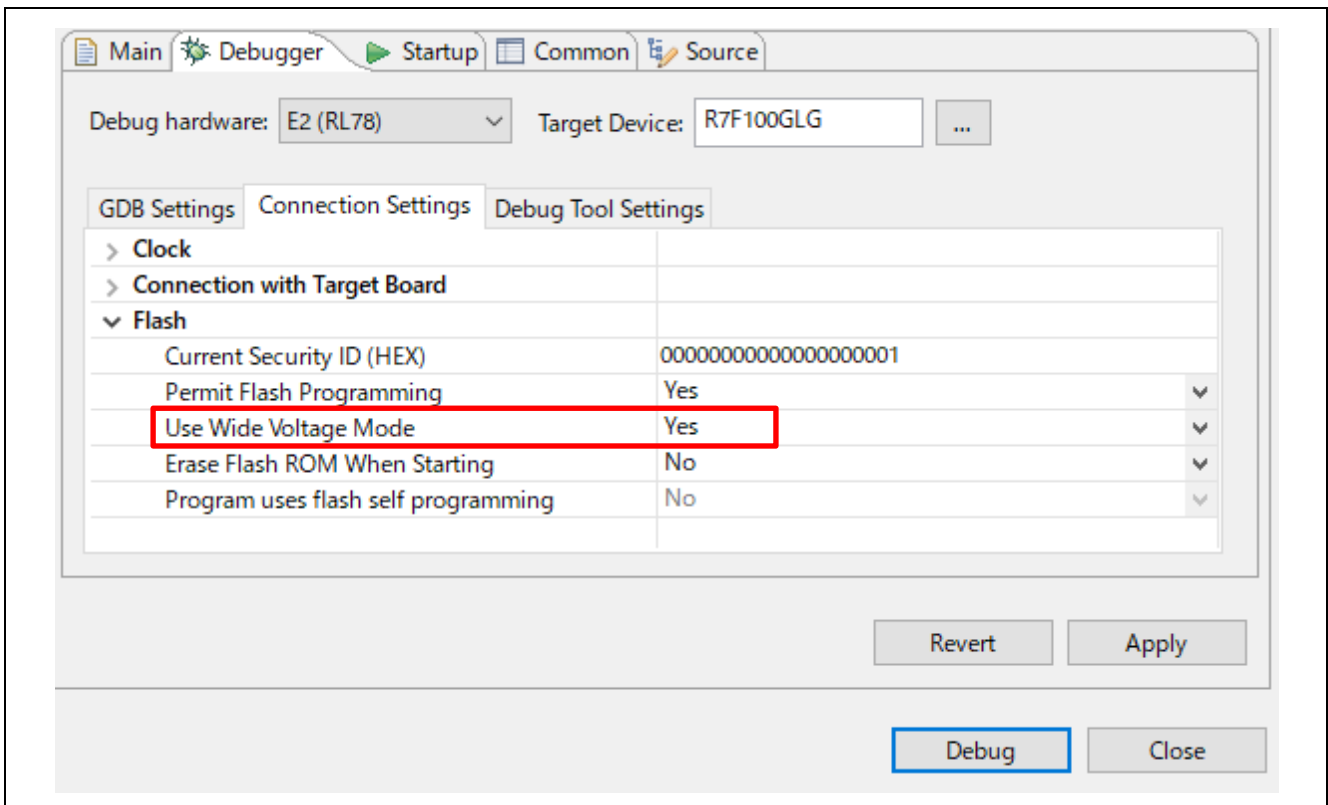 Main Debugger Startup Common Source
Debug hardware: E2 (RL78) Target Device: R7F100GLG ...
GDB Settings Connection Settings Debug Tool Settings
Clock
Connection with Target Board
Flash
Current Security ID (HEX) 00000000000000000001
Permit Flash Programming Yes
Use Wide Voltage Mode Yes
Erase Flash ROM When Starting No
Program uses flash self programming No
Revert Apply
Debug Close